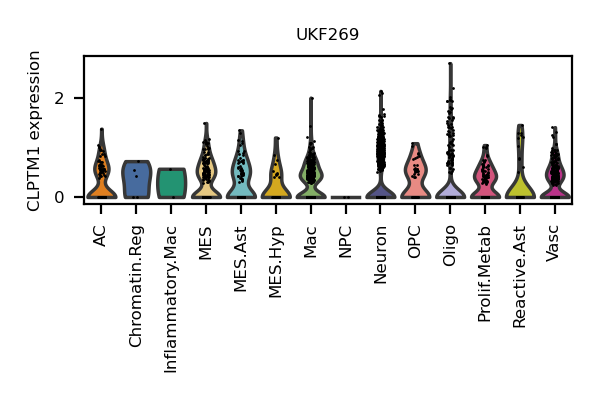 UKF269
CLPTM1 expression
2
0
AC
Chromatin.Reg
Inflammatory.Mac
MES
MES.Ast
MES.Hyp
Mac
NPC
Neuron
OPC
Oligo
Prolif.Metab
Reactive.Ast
Vasc